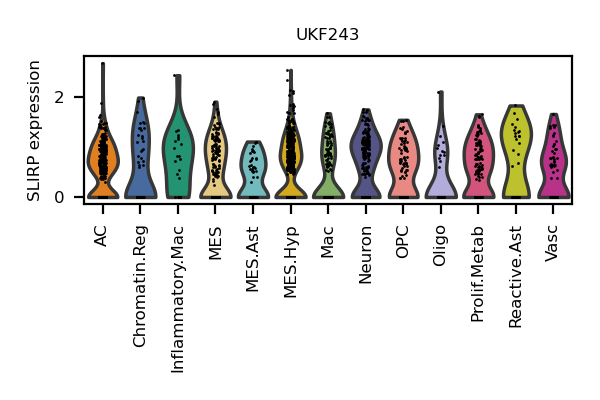 UKF243
SLIRP expression
2
0
AC
Chromatin.Reg
Inflammatory.Mac
MES
MES.Ast
MES.Hyp
Mac
Neuron
OPC
Oligo
Prolif.Metab
Reactive.Ast
Vasc